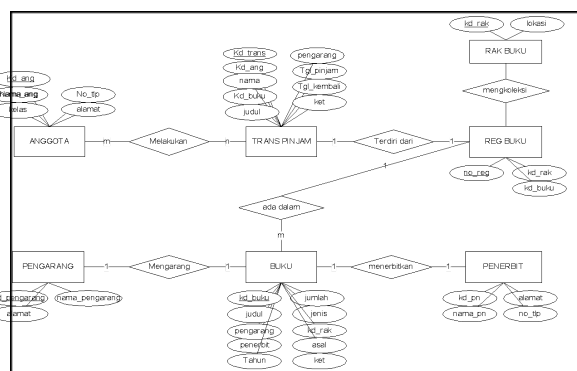 kd_rak lokasi
RAK BUKU
mengkoleksi
Kd_trans pengarang
Kd_ang Tgl_pinjam
nama Tgl_kembali
Kd_buku ket
judul
Kd_ang
Nama_ang No_tlp
kelas alamat
ANGGOTA m Melakukan n TRANS PINJAM 1 Terdiri dari 1 REG BUKU
no_reg kd_rak
kd_buku
1
ada dalam
m
PENGARANG 1 Mengarang 1 BUKU 1 menerbitkan 1 PENERBIT
d_pengarang nama_pengarang
alamat
kd_buku jumlah
judul jenis
pengarang kd_rak
penerbit asal
Tahun ket
kd_pn alamat
nama_pn no_tlp